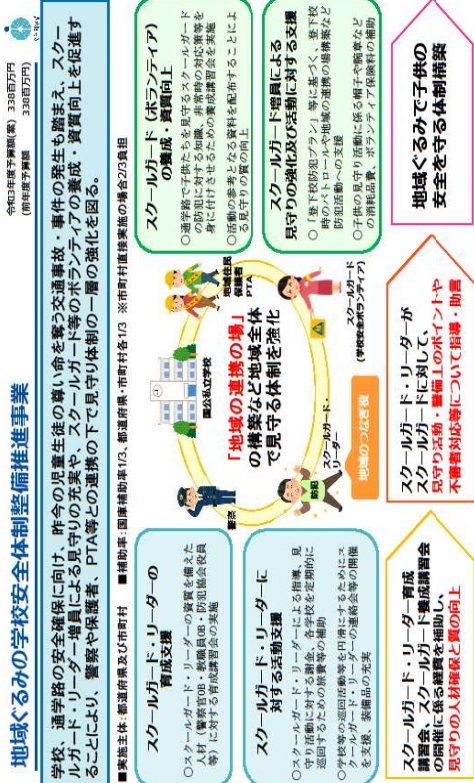 地域ぐるみの学校安全体制整備推進事業
令和3年度予算額(案) 338百万円
(前年度予算額 338百万円)
学校、通学路の安全確保に向け、昨今の児童生徒の尊い命を奪う交通事故・事件の発生も踏まえ、スクー
ルガード・リーダー増員による見守りの充実や、スクールガード等のボランティアの養成・資質向上を促進す
ることにより、警察や保護者、PTA等との連携の下で見守り体制の一層の強化を図る。
■実施主体：都道府県及び市町村 ■補助率：国庫補助率1/3、都道府県・市町村各1/3 ※市町村直接実施の場合2/3負担
スクールガード・リーダーの
育成支援
○スクールガード・リーダーの資質を備えた
人材（警察官OB・教職員OB・防犯協会役員
等）に対する育成講習会の実施
スクールガード・リーダーに
対する活動支援
○スクールガード・リーダーによる指導、見
守り活動に対する謝金、各学校を定期的に
巡回するための旅費等の補助
○学校等の巡回活動等を円滑にするためにス
クールガード・リーダーの連絡会等の開催
を支援、装備品の充実
国公私立学校
警察
地域住民
保護者
PTA
「地域の連携の場」
の構築など地域全体
で見守る体制を強化
防犯
スクールガード・
リーダー
スクールガード
(学校安全ボランティア)
地域のつなぎ役
スクールガード（ボランティア）
の養成・資質向上
○通学路で子供たちを見守るスクールガード
の防犯に対する知識、非常時の対応策等を
身に付けさせるための養成講習会を実施
○活動の参考となる資料を配布することによ
る見守りの質の向上
スクールガード増員による
見守りの強化及び活動に対する支援
○「登下校防犯プラン」等に基づく、登下校
時のパトロールや地域の連携の場構築など
防犯活動への支援
○子供の見守り活動に係る帽子や腕章など
の消耗品費、ボランティア保険料の補助
スクールガード・リーダー育成
講習会、スクールガード養成講習会
の開催に係る経費を補助し、
見守りの人材確保と質の向上
スクールガード・リーダーが
スクールガードに対して、
見守り活動・警備上のポイントや
不審者対応等について指導・助言
地域ぐるみで子供の
安全を守る体制構築